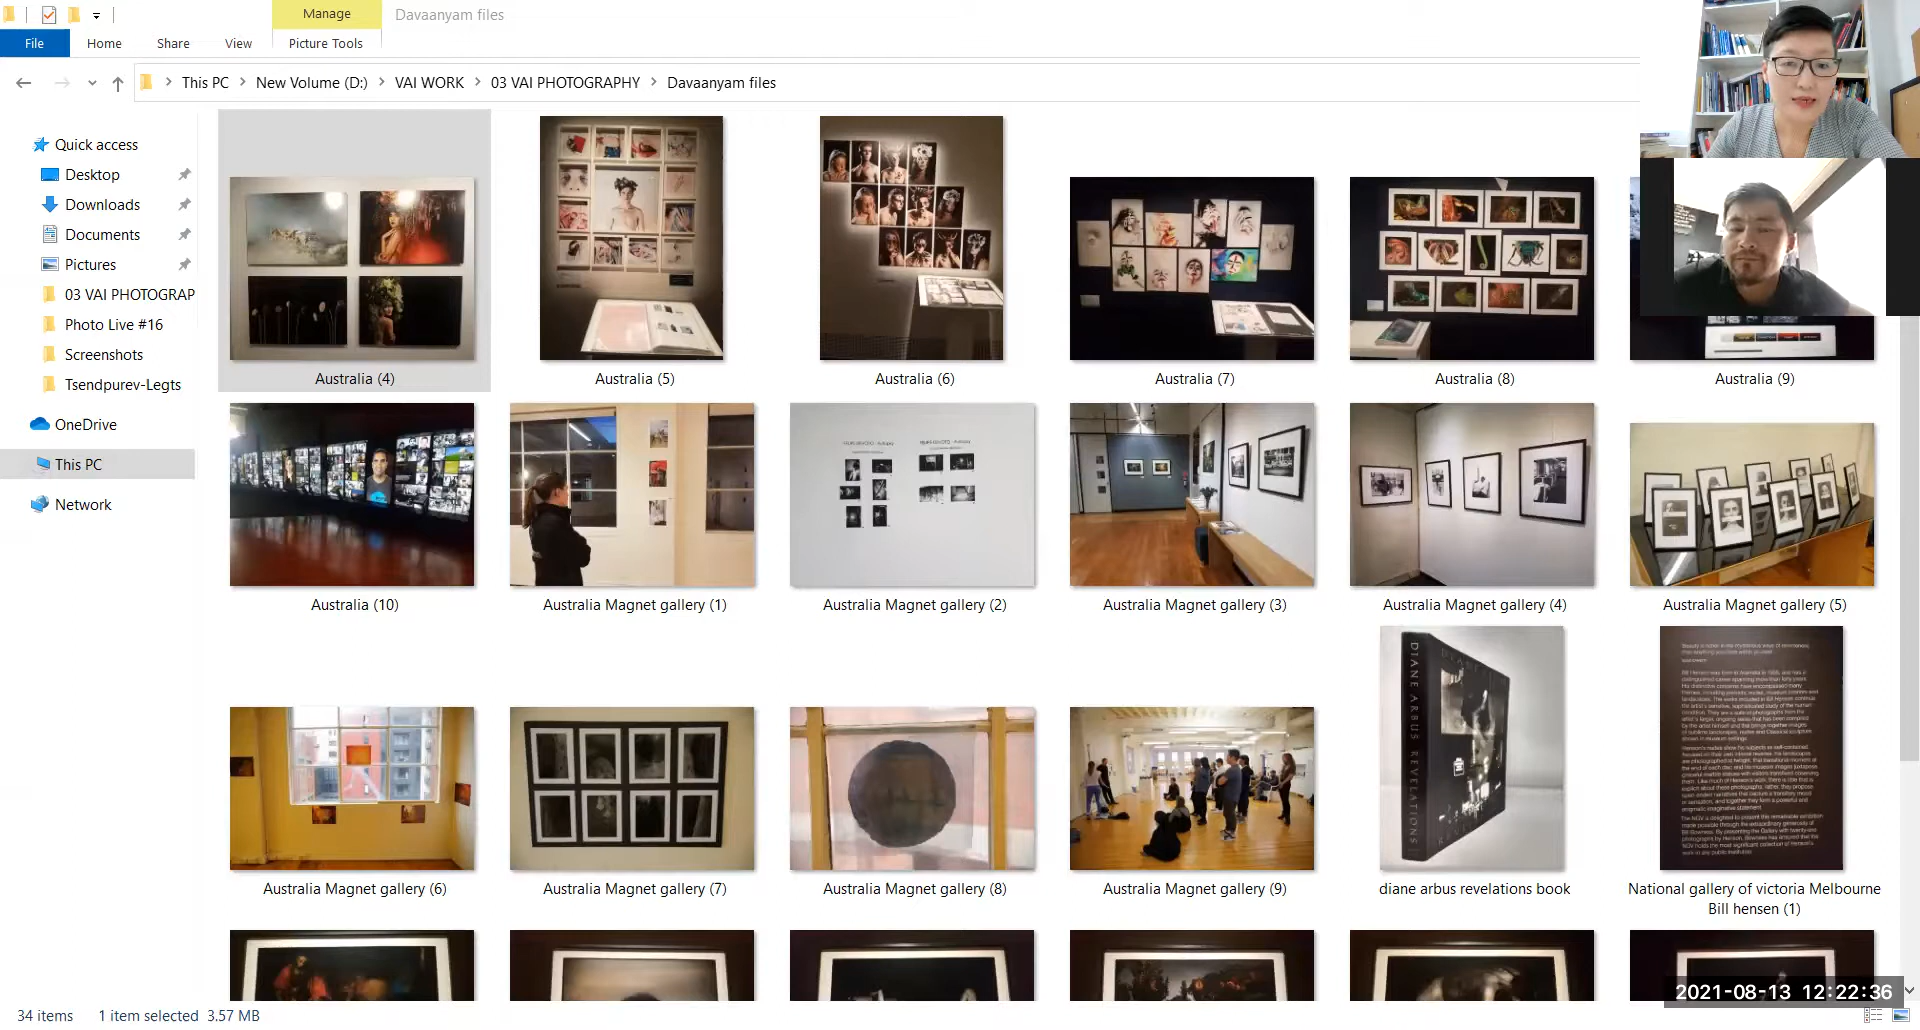 Manage
Davaanyam files
File
Home
Share
View
Picture Tools
This PC
New Volume (D:)
VAI WORK
03 VAI PHOTOGRAPHY
Davaanyam files
Quick access
Desktop
Downloads
Documents
Pictures
03 VAI PHOTOGRAP
Photo Live #16
Screenshots
Tsendpurev-Legts
OneDrive
This PC
Network
Australia (4)
Australia (5)
Australia (6)
Australia (7)
Australia (8)
Australia (9)
Australia (10)
Australia Magnet gallery (1)
Australia Magnet gallery (2)
Australia Magnet gallery (3)
Australia Magnet gallery (4)
Australia Magnet gallery (5)
DIANE ARBUS REVELATIONS
Australia Magnet gallery (6)
Australia Magnet gallery (7)
Australia Magnet gallery (8)
Australia Magnet gallery (9)
diane arbus revelations book
National gallery of victoria Melbourne
Bill hensen (1)
2021-08-13 12:22:36
34 items
1 item selected 3.57 MB